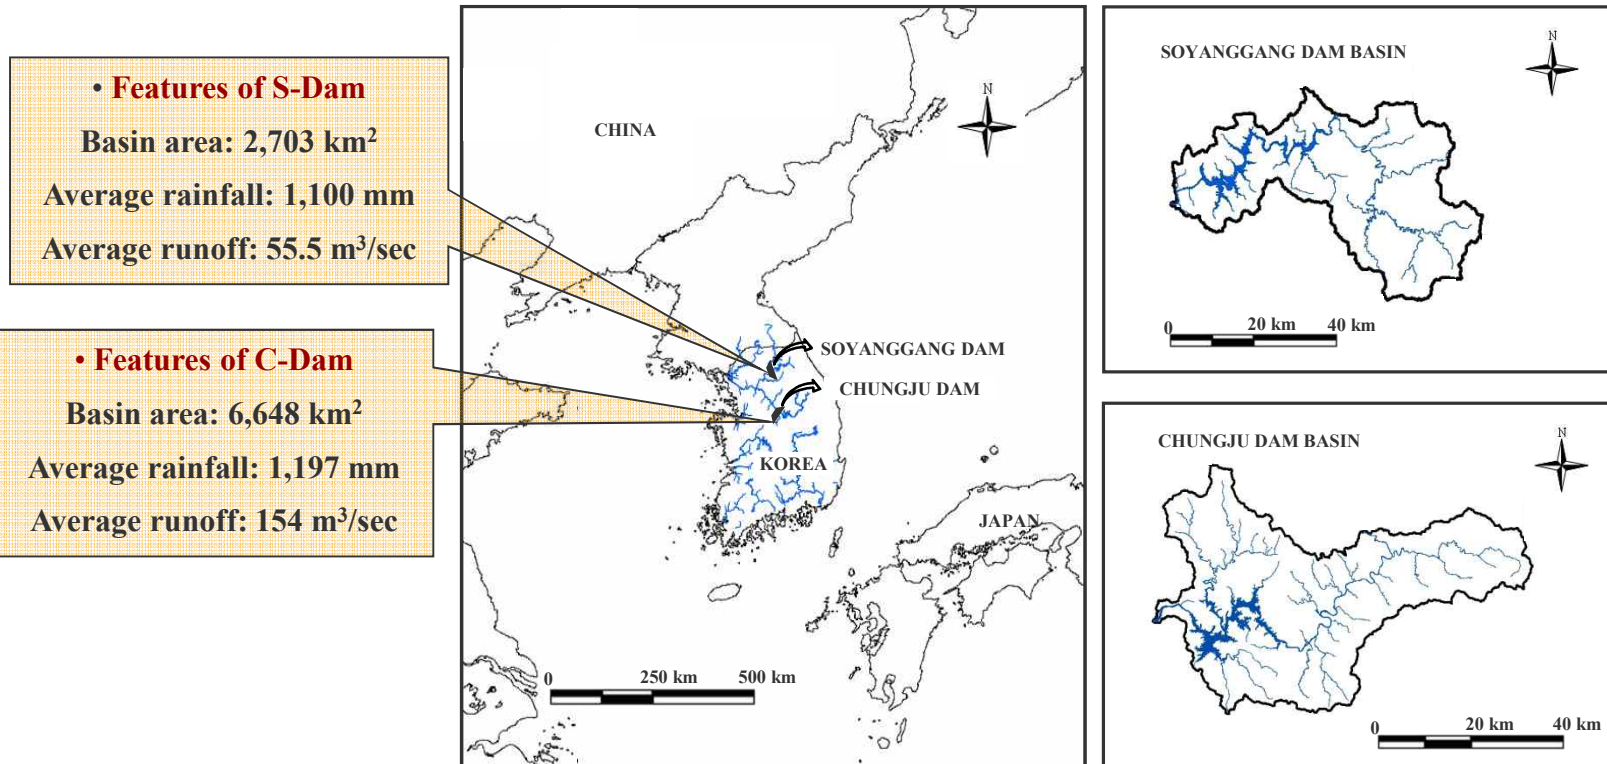 • Features of S-Dam
Basin area: 2,703 km²
Average rainfall: 1,100 mm
Average runoff: 55.5 m³/sec
• Features of C-Dam
Basin area: 6,648 km²
Average rainfall: 1,197 mm
Average runoff: 154 m³/sec
N
CHINA
SOYANGGANG DAM
CHUNGJU DAM
KOREA
JAPAN
0 250 km 500 km
SOYANGGANG DAM BASIN
N
0 20 km 40 km
CHUNGJU DAM BASIN
N
0 20 km 40 km